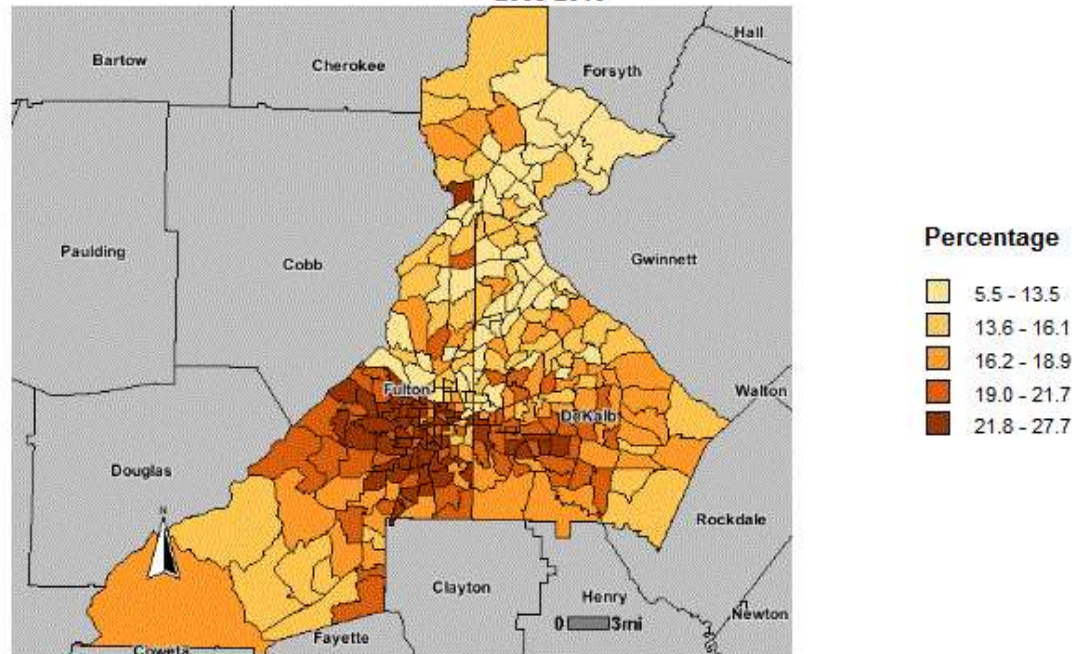 Hall
Bartow
Cherokee
Forsyth
Paulding
Cobb
Gwinnett
Percentage
5.5 - 13.5
13.6 - 16.1
16.2 - 18.9
19.0 - 21.7
21.8 - 27.7
Fulton
DeKalb
Walton
Douglas
N
Rockdale
Clayton
Henry
0 3mi
Newton
Fayette
Coweta